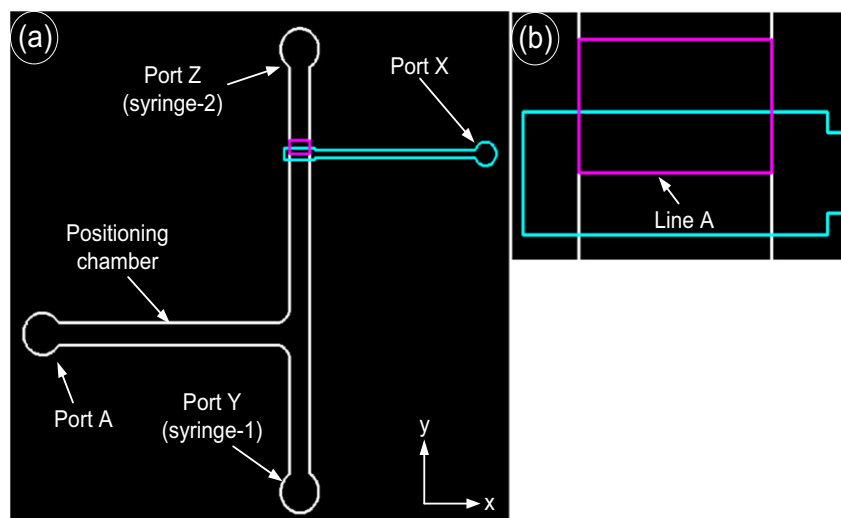 (a)
Port Z
(syringe-2)
Port X
Positioning
chamber
Port A
Port Y
(syringe-1)
y
x
(b)
Line A